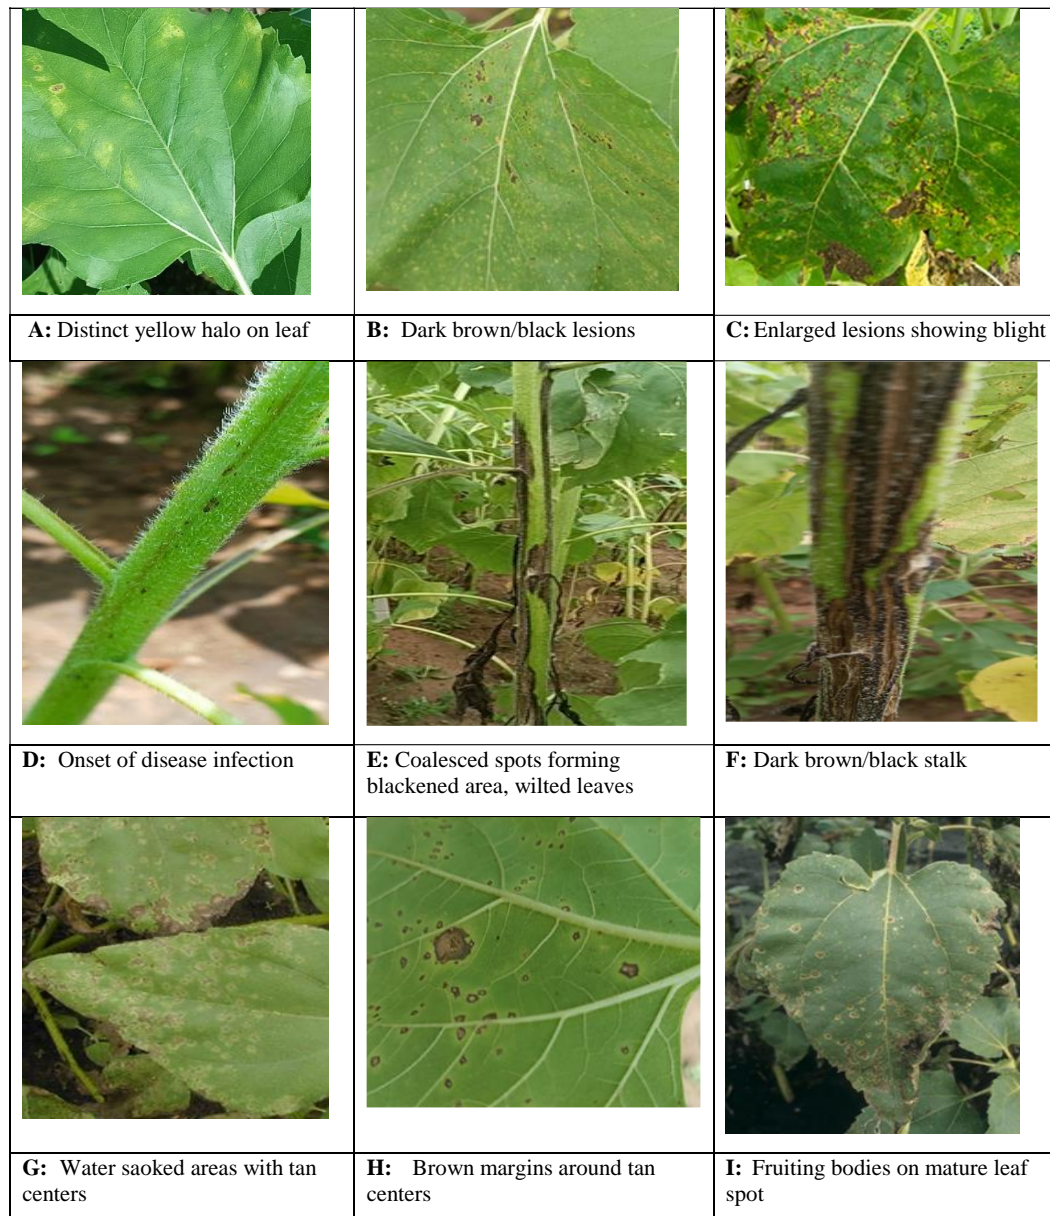 A: Distinct yellow halo on leaf
B: Dark brown/black lesions
C: Enlarged lesions showing blight
D: Onset of disease infection
E: Coalesced spots forming
blackened area, wilted leaves
F: Dark brown/black stalk
G: Water saoked areas with tan
centers
H: Brown margins around tan
centers
I: Fruiting bodies on mature leaf
spot